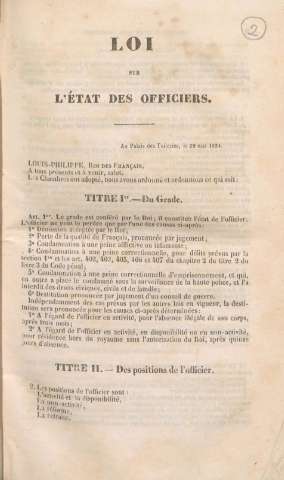 2
LOI
SUR
L'ÉTAT DES OFFICIERS.
Au Palais des Tuileries, le 19 mai 1834.
LOUIS-PHILIPPE, ROI DES FRANÇAIS,
A tous présents et à venir, salut.
Les Chambres ont adopté, nous avons ordonné et ordonnons ce qui suit:
TITRE Ier.—Du Grade.
Art. 1er. Le grade est conféré par le Roi; il constitue l'état de l'officier.
L'officier ne peut le perdre que par l'une des causes ci-après:
1° Démission acceptée par le Roi;
2° Perte de la qualité de Français, prononcée par jugement;
3° Condamnation à une peine afflictive ou infamante;
4° Condamnation à une peine correctionnelle, pour délits prévus par la
section Ire et les art. 402, 403, 405, 406 et 407 du chapitre 2 du titre 2 du livre
3 du Code pénal;
5° Condamnation à une peine correctionnelle d'emprisonnement, et qui,
en outre a placé le condamné sous la surveillance de la haute police, et l'a
interdit des droits civiques, civils et de famille;
6° Destitution prononcée par jugement d'un conseil de guerre.
Indépendamment des cas prévus par les autres lois en vigueur, la desti-
tution sera prononcée pour les causes ci-après déterminées:
1° A l'égard de l'officier en activité, pour l'absence illégale de son corps,
après trois mois;
2° A l'égard de l'officier en activité, en disponibilité ou en non-activité,
pour résidence hors du royaume sans l'autorisation du Roi, après quinze
jours d'absence.
TITRE II. — Des positions de l'officier.
2. Les positions de l'officier sont:
L'activité et la disponibilité,
La non-activité,
La réforme,
La retraite.